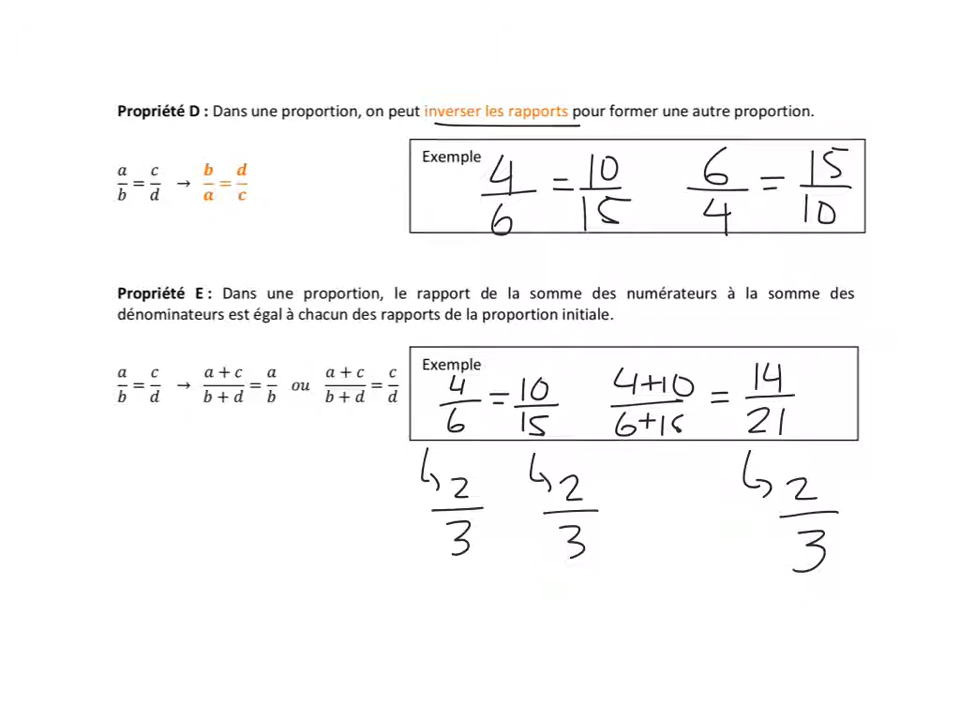 Propriété D : Dans une proportion, on peut inverser les rapports pour former une autre proportion.
a/b = c/d → b/a = d/c
Exemple
4/6 = 10/15 6/4 = 15/10
Propriété E : Dans une proportion, le rapport de la somme des numérateurs à la somme des
dénominateurs est égal à chacun des rapports de la proportion initiale.
a/b = c/d → (a + c)/(b + d) = a/b ou (a + c)/(b + d) = c/d
Exemple
4/6 = 10/15 (4+10)/(6+15) = 14/21
↳ 2/3 ↳ 2/3 ↳ 2/3